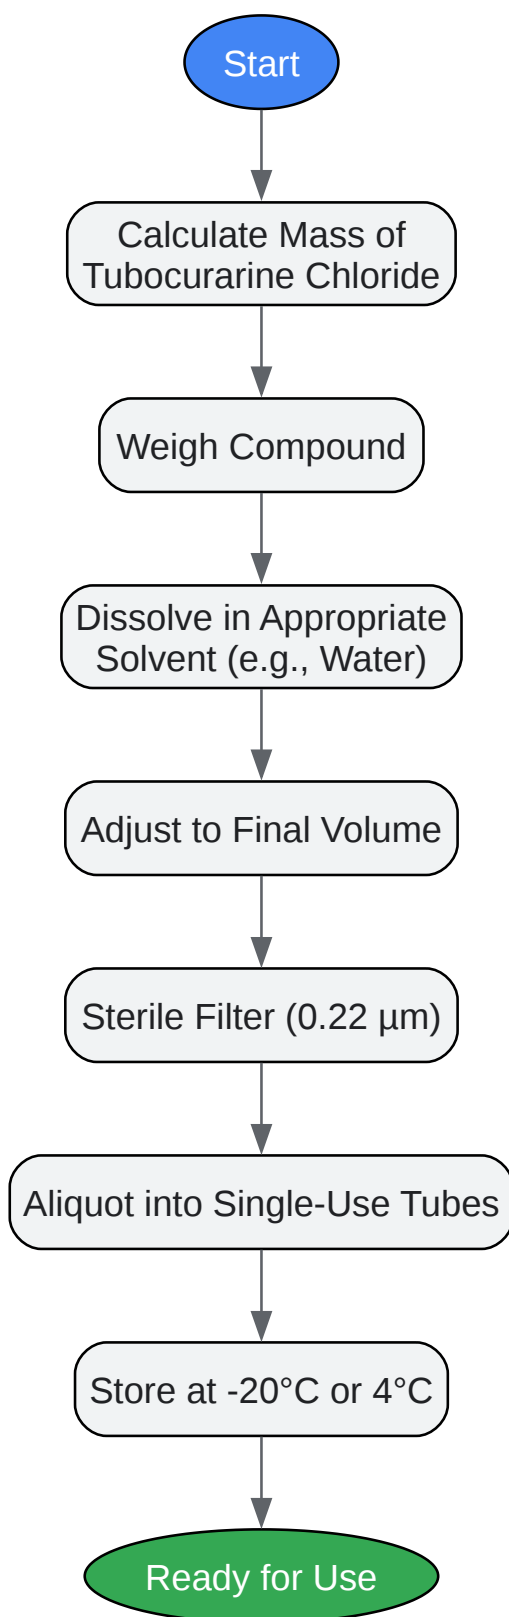 Start
Calculate Mass of
Tubocurarine Chloride
Weigh Compound
Dissolve in Appropriate
Solvent (e.g., Water)
Adjust to Final Volume
Sterile Filter (0.22 µm)
Aliquot into Single-Use Tubes
Store at -20°C or 4°C
Ready for Use